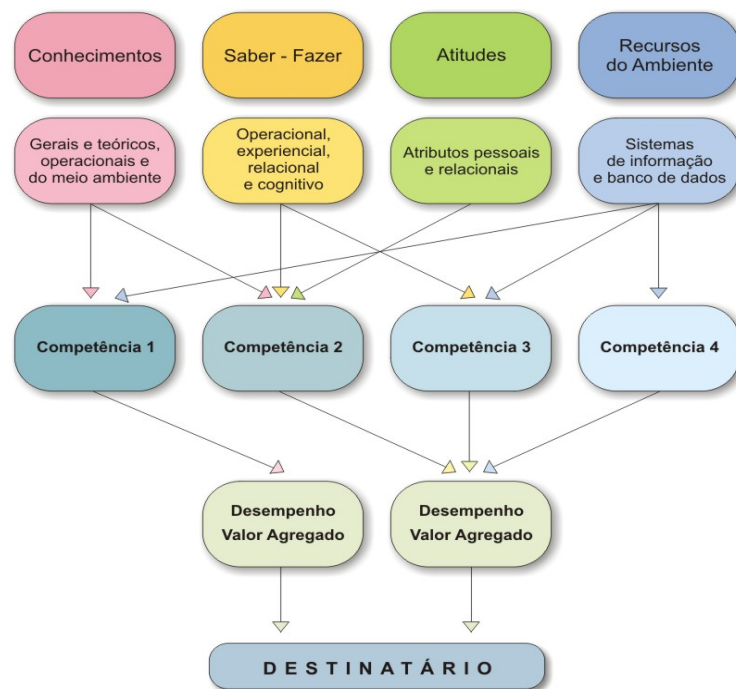 Conhecimentos
Saber - Fazer
Atitudes
Recursos
do Ambiente
Gerais e teóricos,
operacionais e
do meio ambiente
Operacional,
experiencial,
relacional
e cognitivo
Atributos pessoais
e relacionais
Sistemas
de informação
e banco de dados
Competência 1
Competência 2
Competência 3
Competência 4
Desempenho
Valor Agregado
Desempenho
Valor Agregado
DESTINATÁRIO